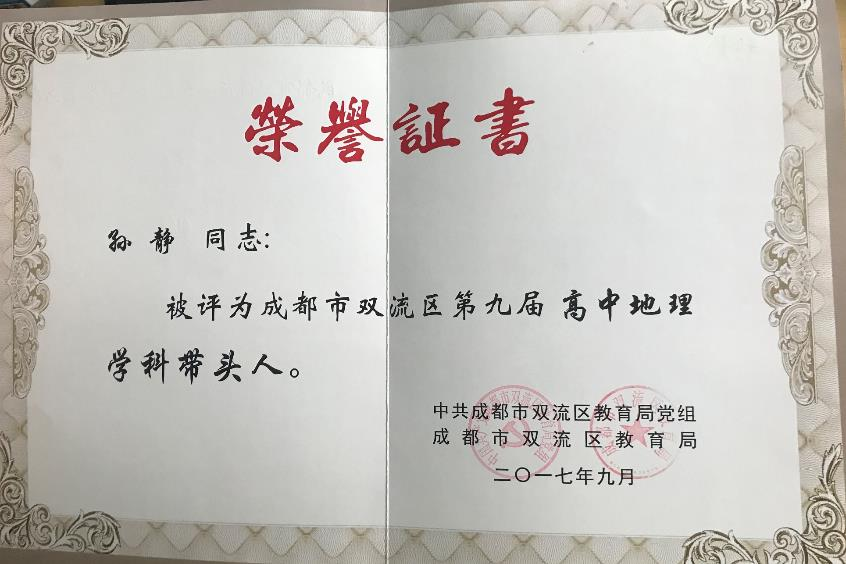 榮譽証書
孙静 同志：
被评为成都市双流区第九届 高中地理
学科带头人。
中共成都市双流区教育局党组
成都市双流区教育局
二〇一七年九月